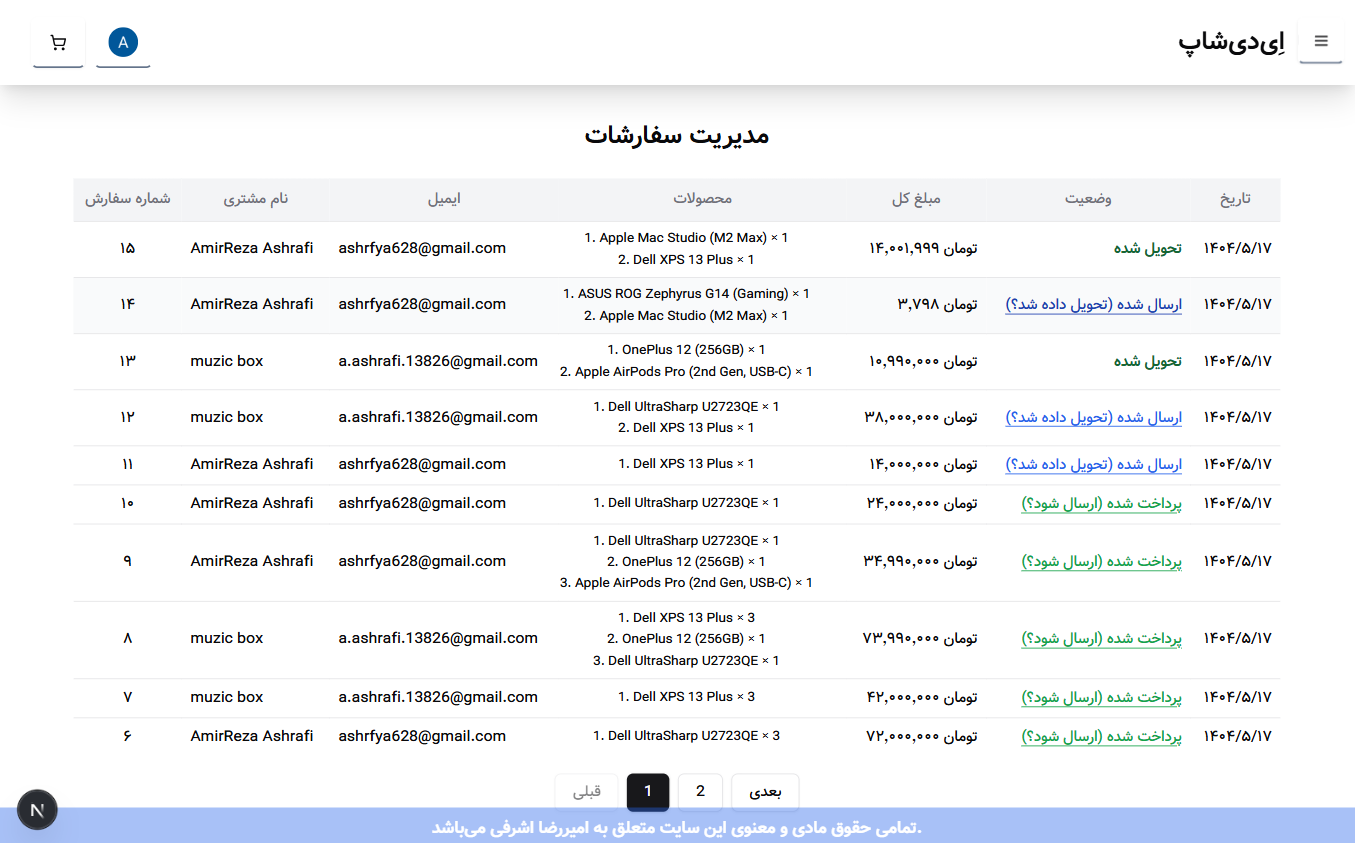 اِی‌دی‌شاپ
A
مدیریت سفارشات
شماره سفارش نام مشتری ایمیل محصولات مبلغ کل وضعیت تاریخ
۱۵ AmirReza Ashrafi ashrfya628@gmail.com 1. Apple Mac Studio (M2 Max) × 1
2. Dell XPS 13 Plus × 1
۱۴,۰۰۱,۹۹۹ تومان تحویل شده ۱۴۰۴/۵/۱۷
۱۴ AmirReza Ashrafi ashrfya628@gmail.com 1. ASUS ROG Zephyrus G14 (Gaming) × 1
2. Apple Mac Studio (M2 Max) × 1
۳,۷۹۸ تومان ارسال شده (تحویل داده شد؟) ۱۴۰۴/۵/۱۷
۱۳ muzic box a.ashrafi.13826@gmail.com 1. OnePlus 12 (256GB) × 1
2. Apple AirPods Pro (2nd Gen, USB-C) × 1
۱۰,۹۹۰,۰۰۰ تومان تحویل شده ۱۴۰۴/۵/۱۷
۱۲ muzic box a.ashrafi.13826@gmail.com 1. Dell UltraSharp U2723QE × 1
2. Dell XPS 13 Plus × 1
۳۸,۰۰۰,۰۰۰ تومان ارسال شده (تحویل داده شد؟) ۱۴۰۴/۵/۱۷
۱۱ AmirReza Ashrafi ashrfya628@gmail.com 1. Dell XPS 13 Plus × 1 ۱۴,۰۰۰,۰۰۰ تومان ارسال شده (تحویل داده شد؟) ۱۴۰۴/۵/۱۷
۱۰ AmirReza Ashrafi ashrfya628@gmail.com 1. Dell UltraSharp U2723QE × 1 ۲۴,۰۰۰,۰۰۰ تومان پرداخت شده (ارسال شود؟) ۱۴۰۴/۵/۱۷
۹ AmirReza Ashrafi ashrfya628@gmail.com 1. Dell UltraSharp U2723QE × 1
2. OnePlus 12 (256GB) × 1
3. Apple AirPods Pro (2nd Gen, USB-C) × 1
۳۴,۹۹۰,۰۰۰ تومان پرداخت شده (ارسال شود؟) ۱۴۰۴/۵/۱۷
۸ muzic box a.ashrafi.13826@gmail.com 1. Dell XPS 13 Plus × 3
2. OnePlus 12 (256GB) × 1
3. Dell UltraSharp U2723QE × 1
۷۳,۹۹۰,۰۰۰ تومان پرداخت شده (ارسال شود؟) ۱۴۰۴/۵/۱۷
۷ muzic box a.ashrafi.13826@gmail.com 1. Dell XPS 13 Plus × 3 ۴۲,۰۰۰,۰۰۰ تومان پرداخت شده (ارسال شود؟) ۱۴۰۴/۵/۱۷
۶ AmirReza Ashrafi ashrfya628@gmail.com 1. Dell UltraSharp U2723QE × 3 ۷۲,۰۰۰,۰۰۰ تومان پرداخت شده (ارسال شود؟) ۱۴۰۴/۵/۱۷
قبلی 1 2 بعدی
N
تمامی حقوق مادی و معنوی این سایت متعلق به امیررضا اشرفی می‌باشد.